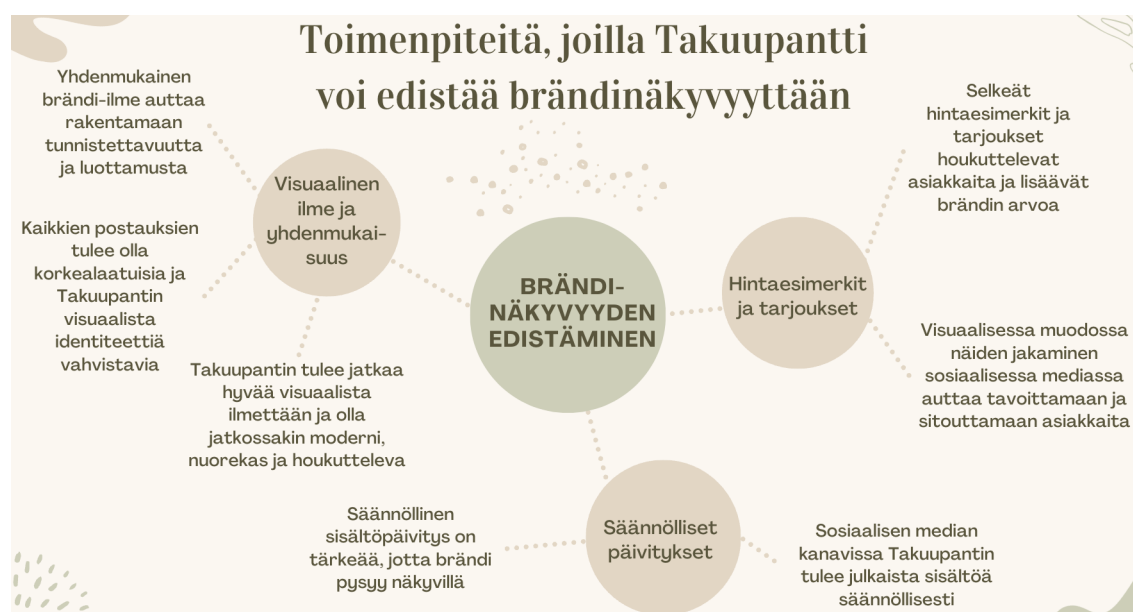 Toimenpiteitä, joilla Takuupantti
voi edistää brändinäkyvyyttään
Yhdenmukainen
brändi-ilme auttaa
rakentamaan
tunnistettavuutta
ja luottamusta
Visuaalinen
ilme ja
yhdenmukai-
suus
Kaikkien postauksien
tulee olla
korkealaatuisia ja
Takuupantin
visuaalista
identiteettiä
vahvistavia
Takuupantin tulee jatkaa
hyvää visuaalista
ilmettään ja olla
jatkossakin moderni,
nuorekas ja houkutteleva
BRÄNDI-
NÄKYVYYDEN
EDISTÄMINEN
Selkeät
hintaesimerkit ja
tarjoukset
houkuttelevat
asiakkaita ja lisäävät
brändin arvoa
Hintaesimerkit
ja tarjoukset
Visuaalisessa muodossa
näiden jakaminen
sosiaalisessa mediassa
auttaa tavoittamaan ja
sitouttamaan asiakkaita
Säännöllinen
sisältöpäivitys on
tärkeää, jotta brändi
pysyy näkyvillä
Säännölliset
päivitykset
Sosiaalisen median
kanavissa Takuupantin
tulee julkaista sisältöä
säännöllisesti